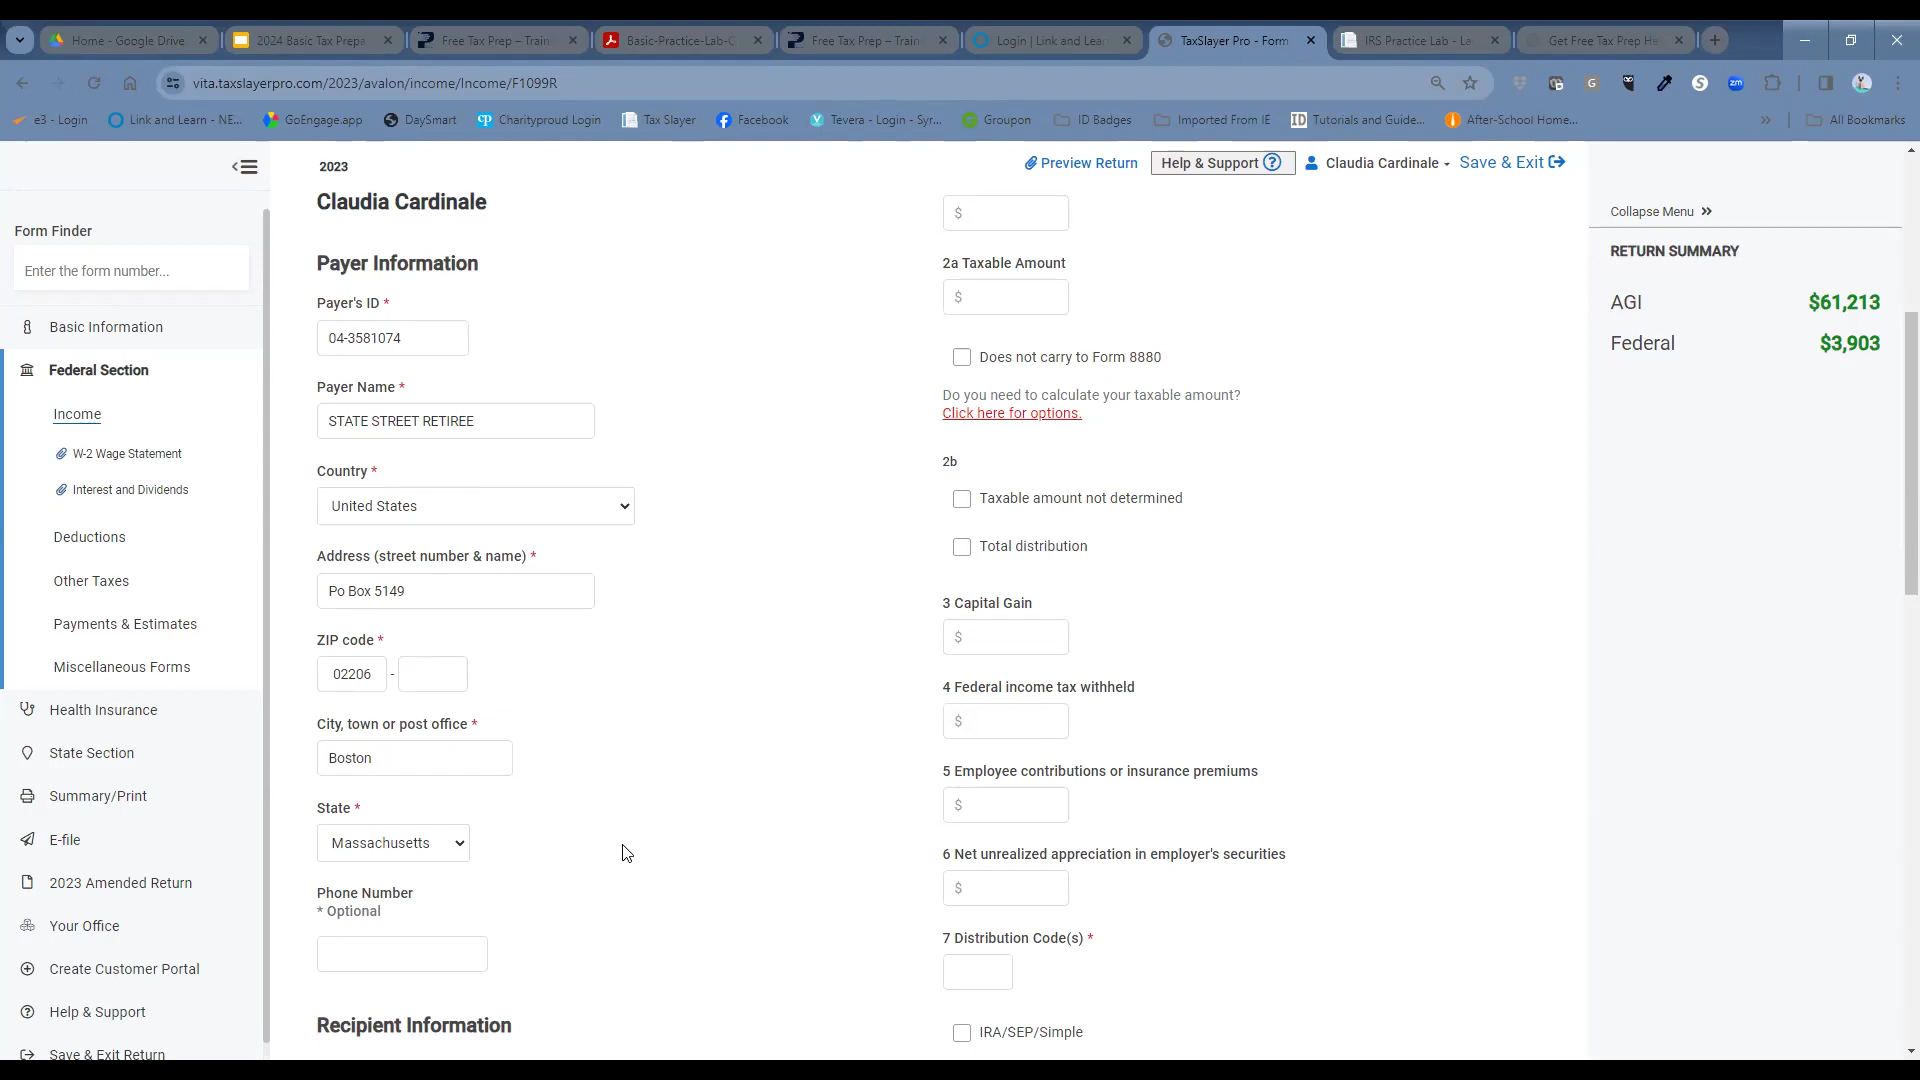 Home - Google Drive
2024 Basic Tax Prepa
Free Tax Prep – Train
Basic-Practice-Lab-C
Free Tax Prep – Train
Login | Link and Lea
TaxSlayer Pro - Form
IRS Practice Lab - Le
Get Free Tax Prep He
vita.taxslayerpro.com/2023/avalon/income/Income/F1099R
e3 - Login
Link and Learn - NE...
GoEngage.app
DaySmart
Charityproud Login
Tax Slayer
Facebook
Tevera - Login - Syr...
Groupon
ID Badges
Imported From IE
Tutorials and Guide...
After-School Home...
All Bookmarks
2023
Preview Return
Help & Support
Claudia Cardinale
Save & Exit
Claudia Cardinale
Form Finder
Enter the form number...
Basic Information
Federal Section
Income
W-2 Wage Statement
Interest and Dividends
Deductions
Other Taxes
Payments & Estimates
Miscellaneous Forms
Health Insurance
State Section
Summary/Print
E-file
2023 Amended Return
Your Office
Create Customer Portal
Help & Support
Save & Exit Return
Payer Information
Payer's ID *
04-3581074
Payer Name *
STATE STREET RETIREE
Country *
United States
Address (street number & name) *
Po Box 5149
ZIP code *
02206 -
City, town or post office *
Boston
State *
Massachusetts
Phone Number
* Optional
Recipient Information
$
2a Taxable Amount
$
Does not carry to Form 8880
Do you need to calculate your taxable amount?
Click here for options.
2b
Taxable amount not determined
Total distribution
3 Capital Gain
$
4 Federal income tax withheld
$
5 Employee contributions or insurance premiums
$
6 Net unrealized appreciation in employer's securities
$
7 Distribution Code(s) *
IRA/SEP/Simple
Collapse Menu
RETURN SUMMARY
AGI $61,213
Federal $3,903